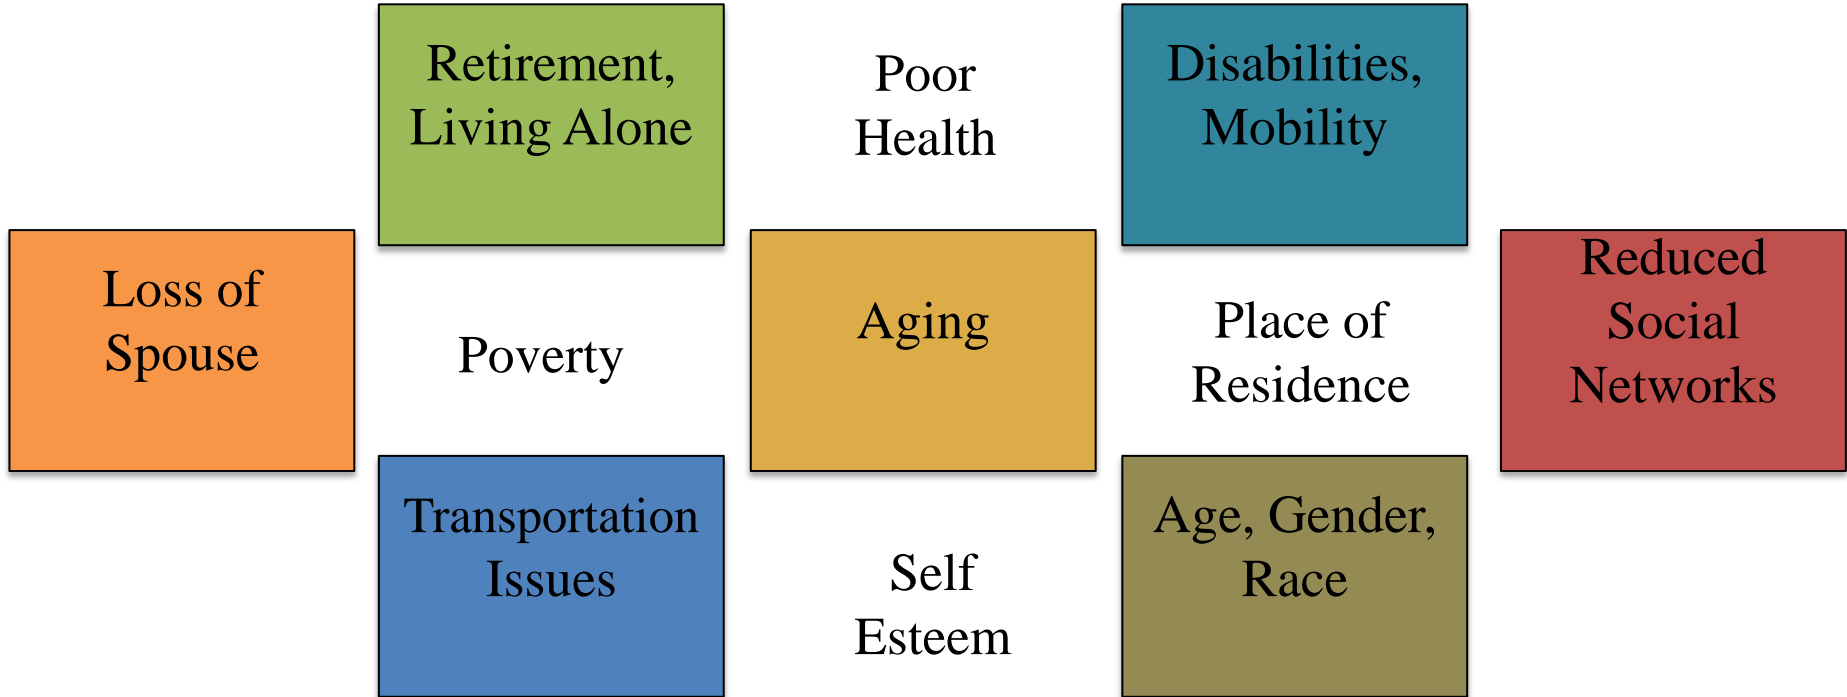 Retirement,
Living Alone
Poor
Health
Disabilities,
Mobility
Loss of
Spouse
Poverty
Aging
Place of
Residence
Reduced
Social
Networks
Transportation
Issues
Self
Esteem
Age, Gender,
Race